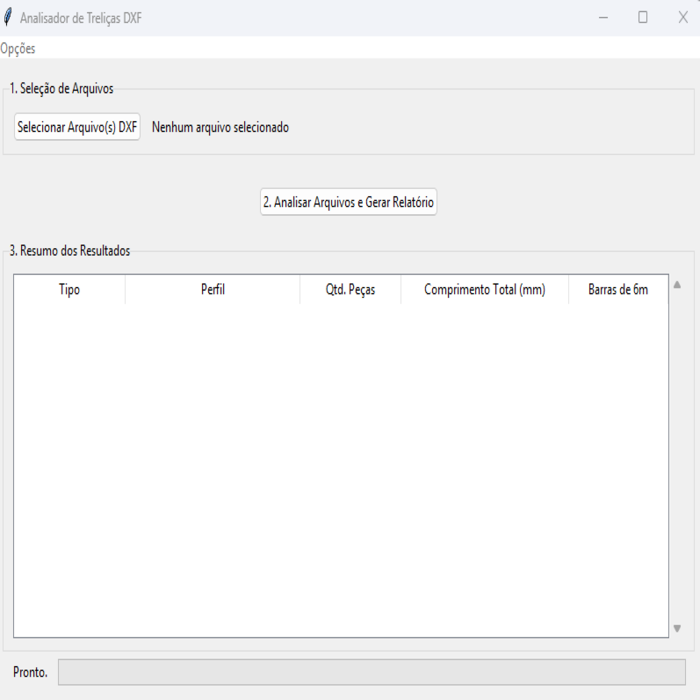 Analisador de Treliças DXF
Opções
1. Seleção de Arquivos
Selecionar Arquivo(s) DXF Nenhum arquivo selecionado
2. Analisar Arquivos e Gerar Relatório
3. Resumo dos Resultados
Tipo Perfil Qtd. Peças Comprimento Total (mm) Barras de 6m
Pronto.